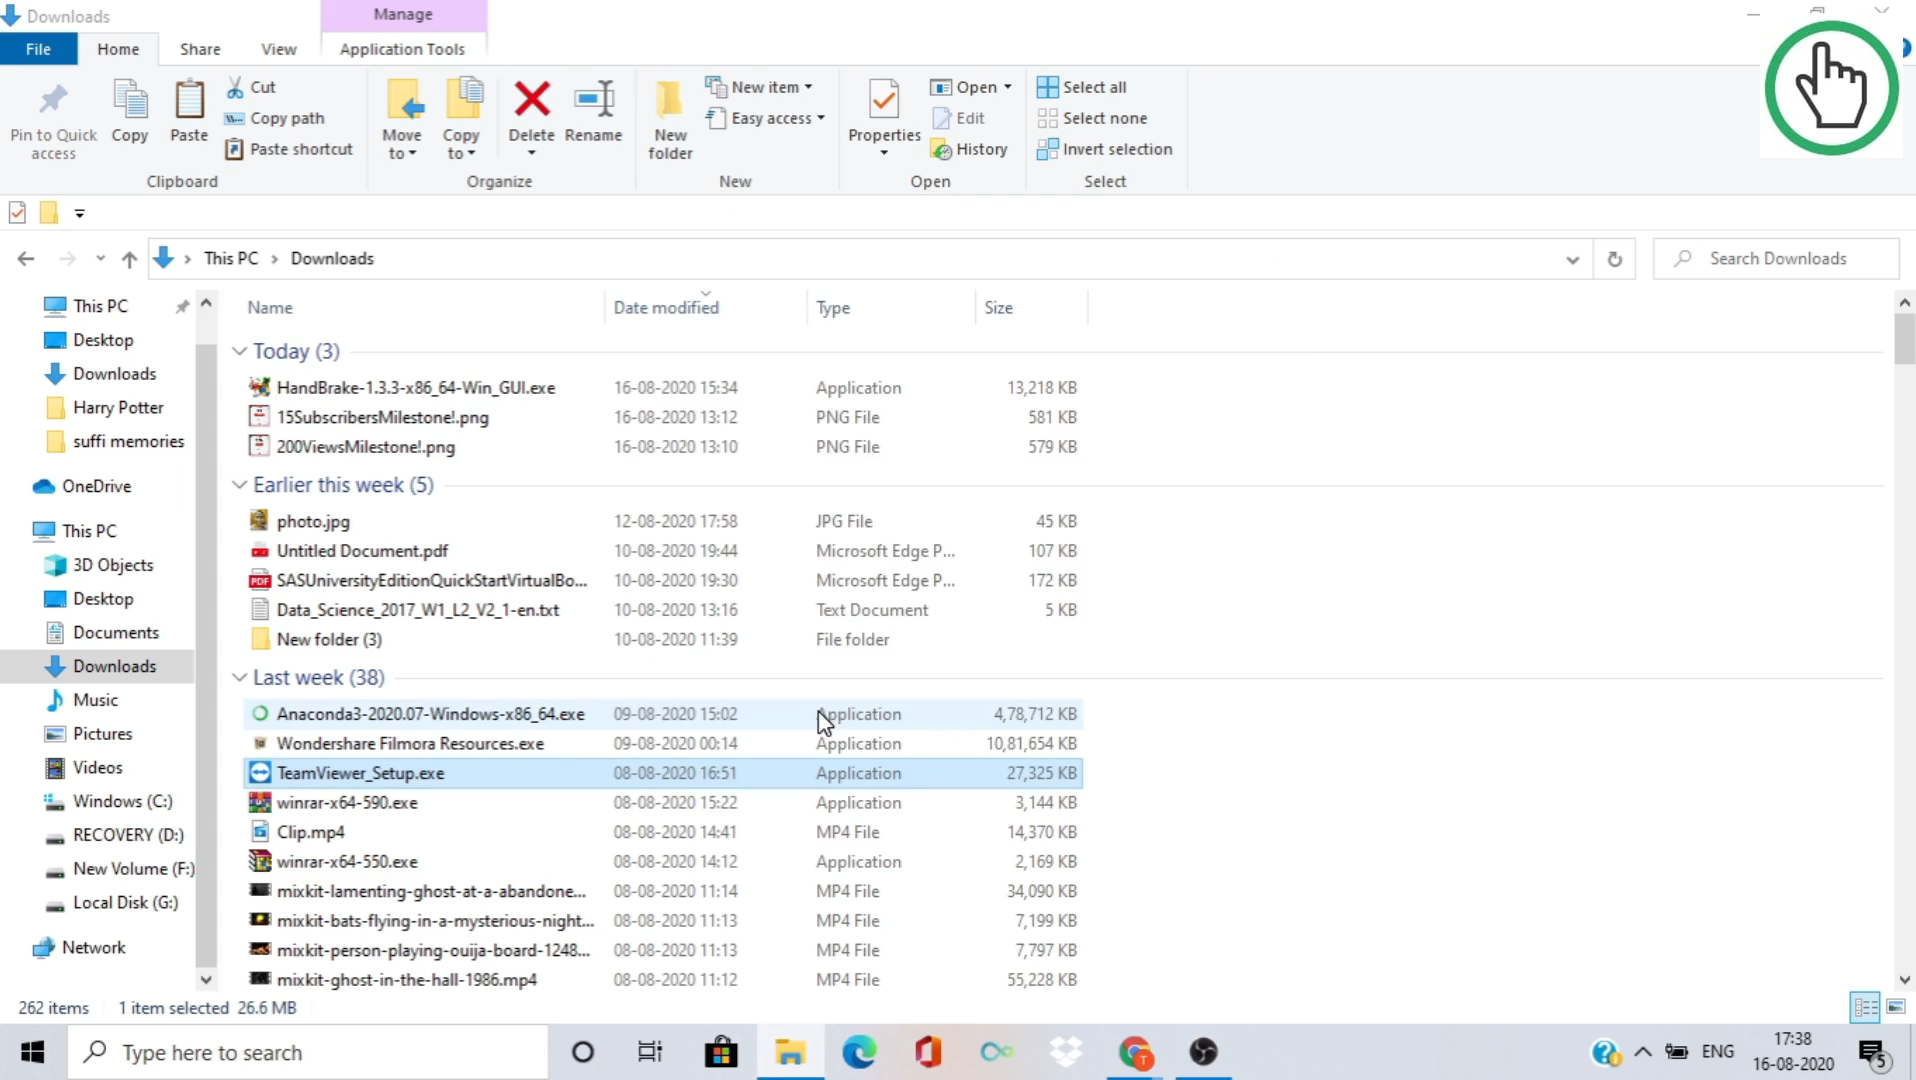 Downloads
Manage
File Home Share View Application Tools
Pin to Quick access
Copy
Paste
Cut
Copy path
Paste shortcut
Clipboard
Move to
Copy to
Delete
Rename
Organize
New folder
New item
Easy access
New
Properties
Open
Edit
History
Open
Select all
Select none
Invert selection
Select
This PC > Downloads
Search Downloads
This PC
Desktop
Downloads
Harry Potter
suffi memories
OneDrive
This PC
3D Objects
Desktop
Documents
Downloads
Music
Pictures
Videos
Windows (C:)
RECOVERY (D:)
New Volume (F:)
Local Disk (G:)
Network
Name Date modified Type Size
Today (3)
HandBrake-1.3.3-x86_64-Win_GUI.exe 16-08-2020 15:34 Application 13,218 KB
15SubscribersMilestone!.png 16-08-2020 13:12 PNG File 581 KB
200ViewsMilestone!.png 16-08-2020 13:10 PNG File 579 KB
Earlier this week (5)
photo.jpg 12-08-2020 17:58 JPG File 45 KB
Untitled Document.pdf 10-08-2020 19:44 Microsoft Edge P... 107 KB
SASUniversityEditionQuickStartVirtualBo... 10-08-2020 19:30 Microsoft Edge P... 172 KB
Data_Science_2017_W1_L2_V2_1-en.txt 10-08-2020 13:16 Text Document 5 KB
New folder (3) 10-08-2020 11:39 File folder
Last week (38)
Anaconda3-2020.07-Windows-x86_64.exe 09-08-2020 15:02 Application 4,78,712 KB
Wondershare Filmora Resources.exe 09-08-2020 00:14 Application 10,81,654 KB
TeamViewer_Setup.exe 08-08-2020 16:51 Application 27,325 KB
winrar-x64-590.exe 08-08-2020 15:22 Application 3,144 KB
Clip.mp4 08-08-2020 14:41 MP4 File 14,370 KB
winrar-x64-550.exe 08-08-2020 14:12 Application 2,169 KB
mixkit-lamenting-ghost-at-a-abandone... 08-08-2020 11:14 MP4 File 34,090 KB
mixkit-bats-flying-in-a-mysterious-night... 08-08-2020 11:13 MP4 File 7,199 KB
mixkit-person-playing-ouija-board-1248... 08-08-2020 11:13 MP4 File 7,797 KB
mixkit-ghost-in-the-hall-1986.mp4 08-08-2020 11:12 MP4 File 55,228 KB
262 items 1 item selected 26.6 MB
Type here to search
ENG
17:38
16-08-2020
5